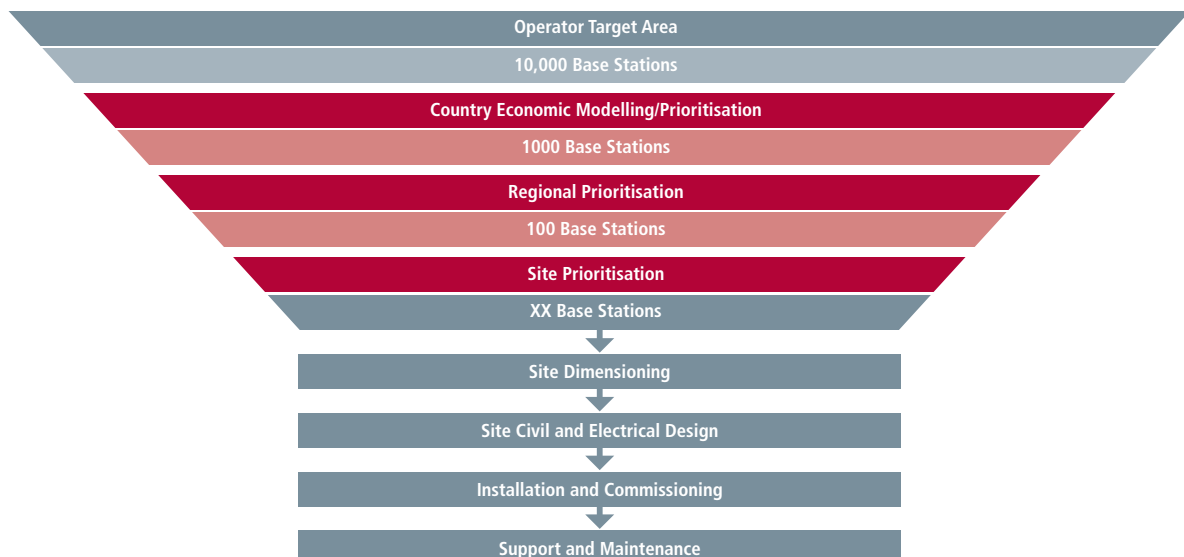 Operator Target Area
10,000 Base Stations
Country Economic Modelling/Prioritisation
1000 Base Stations
Regional Prioritisation
100 Base Stations
Site Prioritisation
XX Base Stations
Site Dimensioning
Site Civil and Electrical Design
Installation and Commissioning
Support and Maintenance